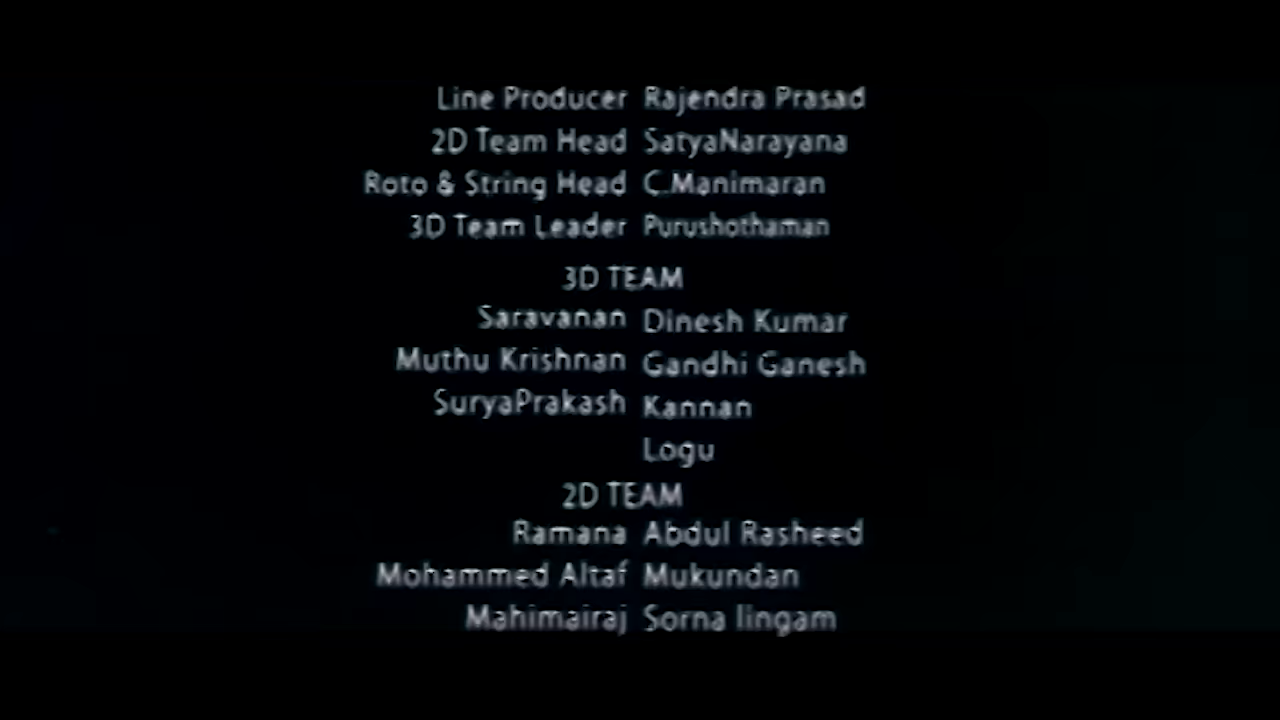 Line Producer Rajendra Prasad
2D Team Head SatyaNarayana
Roto & String Head C.Manimaran
3D Team Leader Purushothaman
3D TEAM
Saravanan Dinesh Kumar
Muthu Krishnan Gandhi Ganesh
SuryaPrakash Kannan
Logu
2D TEAM
Ramana Abdul Rasheed
Mohammed Altaf Mukundan
Mahimairaj Sorna lingam